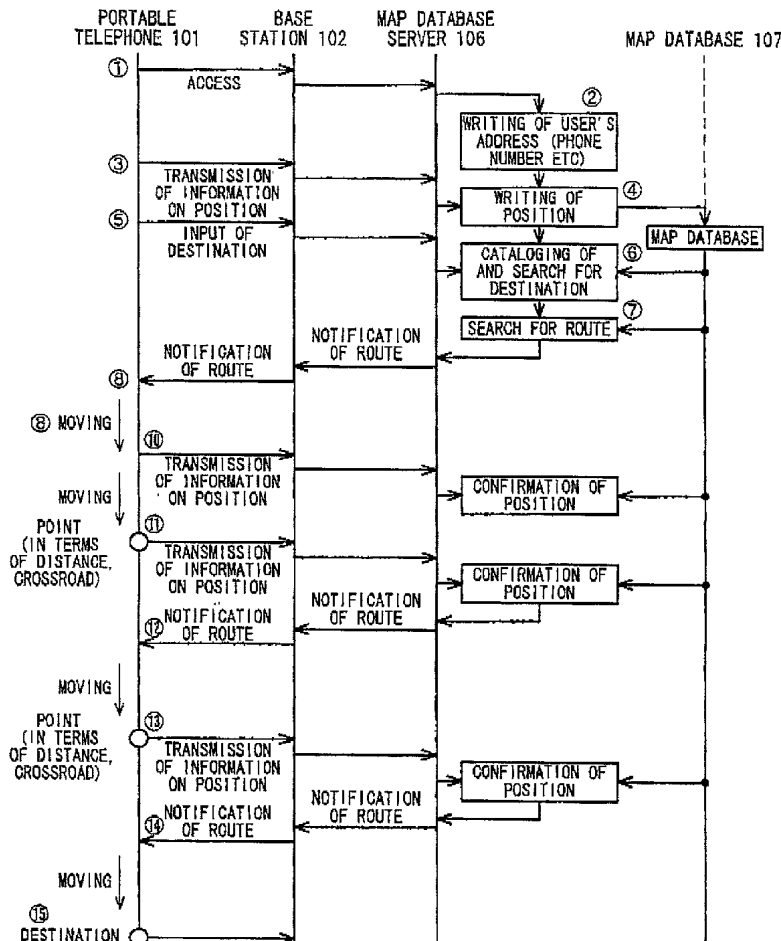 PORTABLE
TELEPHONE 101
BASE
STATION 102
MAP DATABASE
SERVER 106
MAP DATABASE 107
①
ACCESS
②
WRITING OF USER'S
ADDRESS (PHONE
NUMBER ETC)
③
TRANSMISSION
OF INFORMATION
ON POSITION
④
WRITING OF
POSITION
⑤
INPUT OF
DESTINATION
MAP DATABASE
⑥
CATALOGING OF
AND SEARCH FOR
DESTINATION
⑦
SEARCH FOR ROUTE
NOTIFICATION
OF ROUTE
NOTIFICATION
OF ROUTE
⑧
⑧ MOVING
⑩
TRANSMISSION
OF INFORMATION
ON POSITION
CONFIRMATION OF
POSITION
MOVING
POINT
(IN TERMS
OF DISTANCE,
CROSSROAD)
⑪
TRANSMISSION
OF INFORMATION
ON POSITION
CONFIRMATION OF
POSITION
NOTIFICATION
OF ROUTE
⑫
NOTIFICATION
OF ROUTE
MOVING
POINT
(IN TERMS
OF DISTANCE,
CROSSROAD)
⑬
TRANSMISSION
OF INFORMATION
ON POSITION
CONFIRMATION OF
POSITION
NOTIFICATION
OF ROUTE
⑭
NOTIFICATION
OF ROUTE
MOVING
⑮
DESTINATION